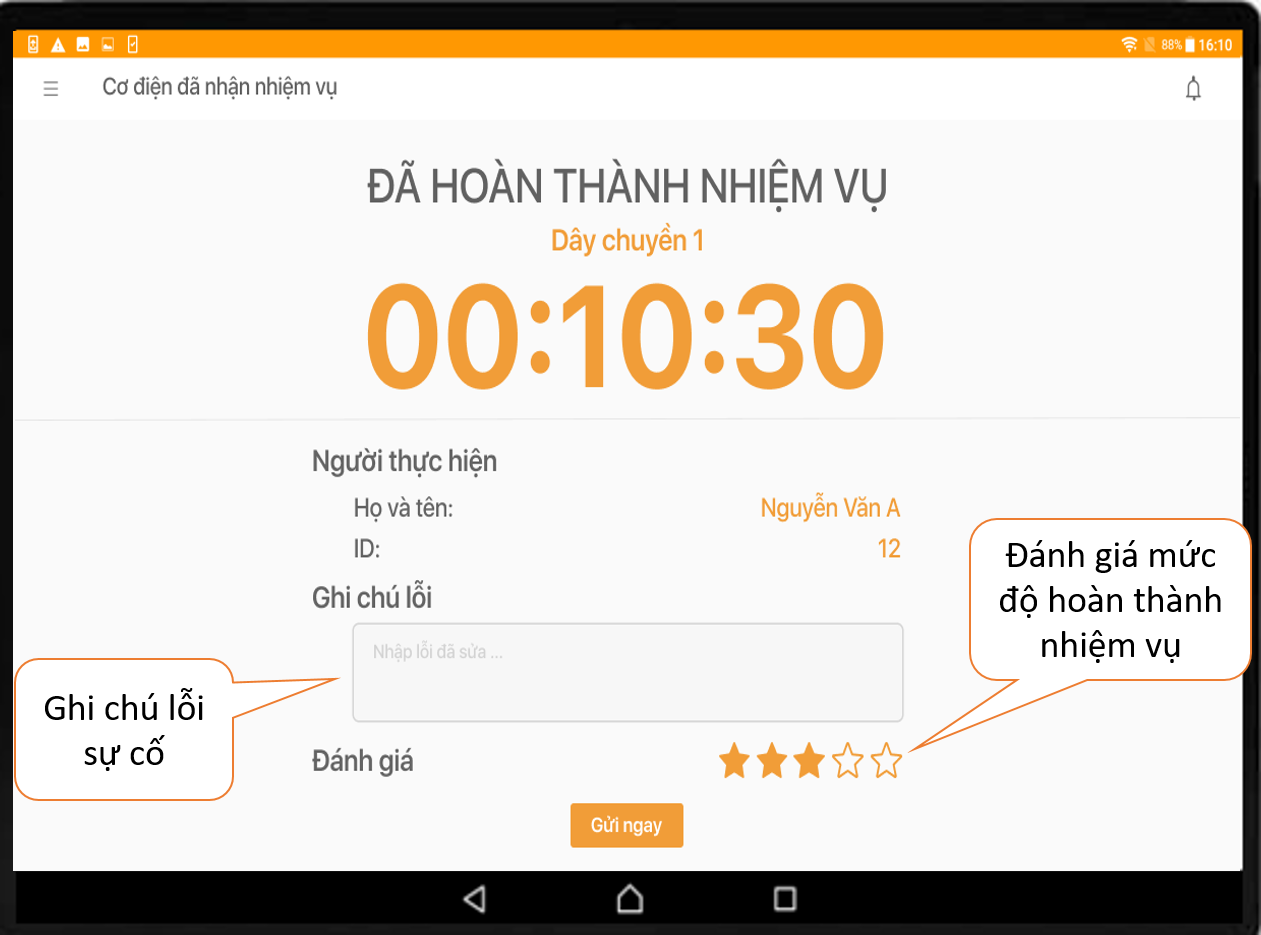 88% 16:10
Cơ điện đã nhận nhiệm vụ
ĐÃ HOÀN THÀNH NHIỆM VỤ
Dây chuyền 1
00:10:30
Người thực hiện
Họ và tên: Nguyễn Văn A
ID: 12
Ghi chú lỗi
Nhập lỗi đã sửa ...
Đánh giá
Gửi ngay
Ghi chú lỗi
sự cố
Đánh giá mức
độ hoàn thành
nhiệm vụ